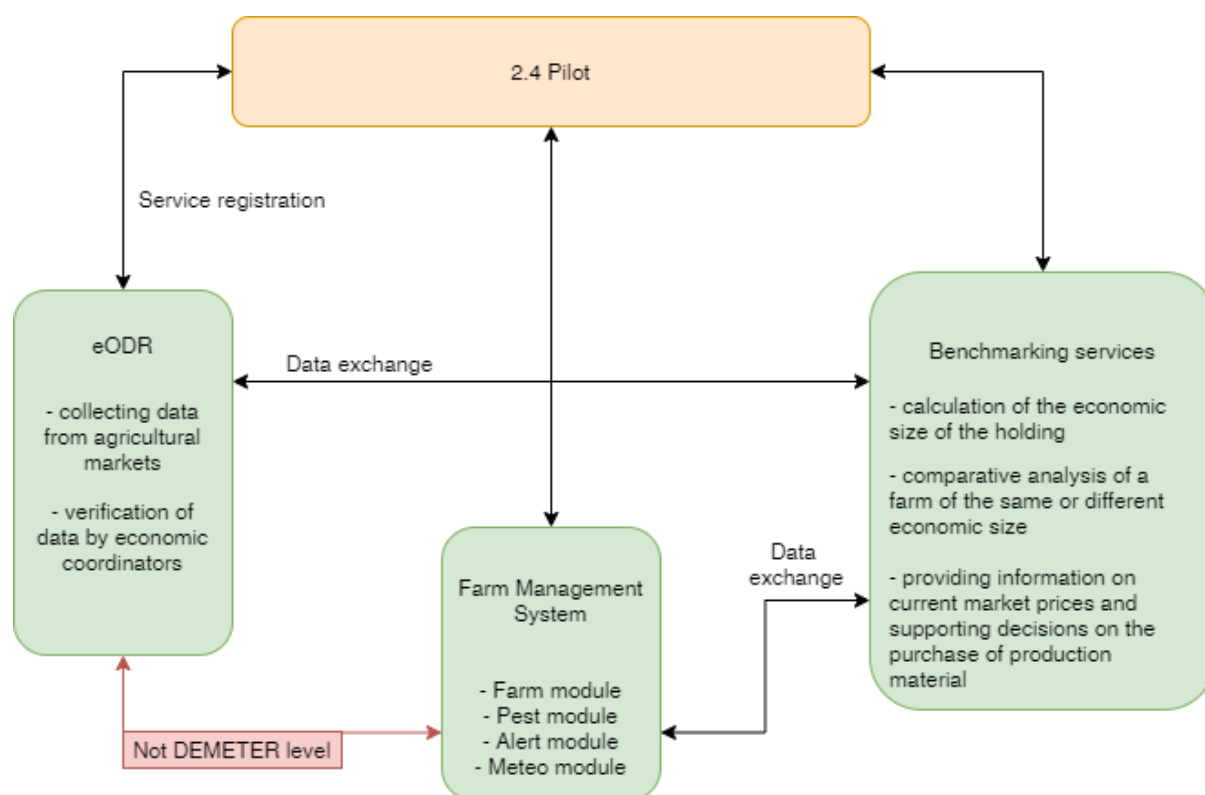 2.4 Pilot
Service registration
eODR
- collecting data
from agricultural
markets
- verification of
data by economic
coordinators
Data exchange
Benchmarking services
- calculation of the economic
size of the holding
- comparative analysis of a
farm of the same or different
economic size
- providing information on
current market prices and
supporting decisions on the
purchase of production
material
Data
exchange
Farm Management
System
- Farm module
- Pest module
- Alert module
- Meteo module
Not DEMETER level